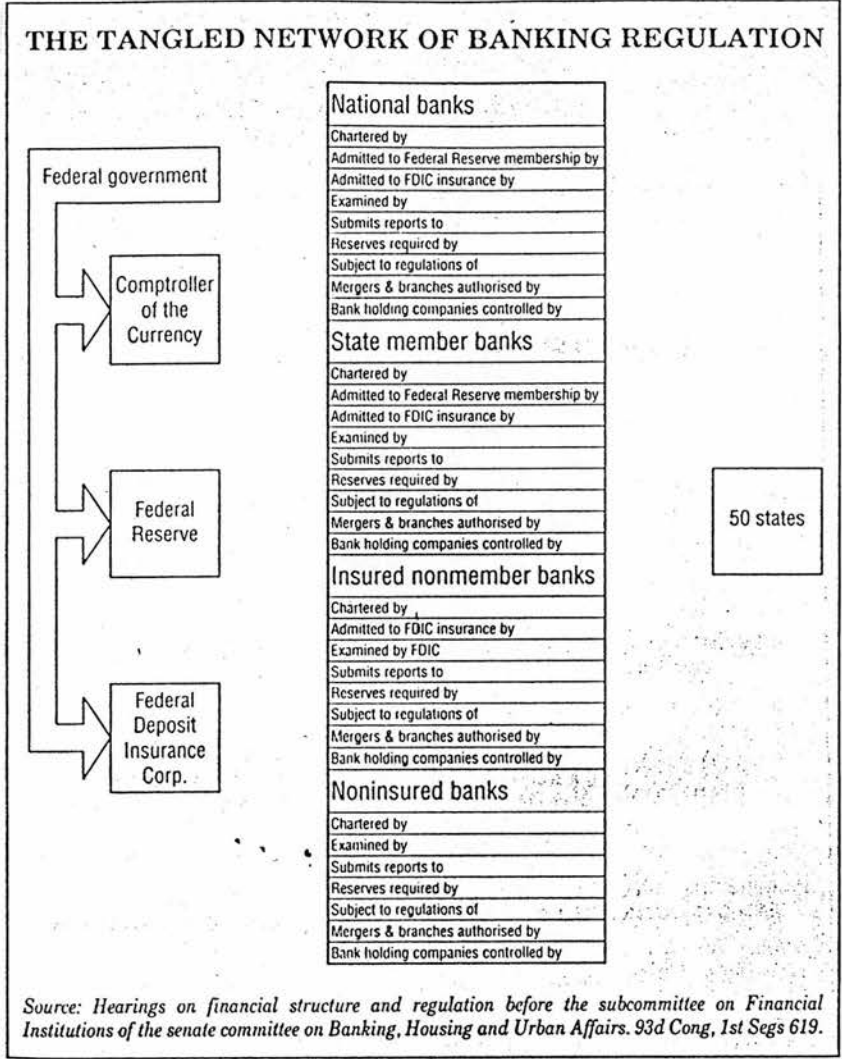 THE TANGLED NETWORK OF BANKING REGULATION
Federal government
Comptroller
of the
Currency
Federal
Reserve
Federal
Deposit
Insurance
Corp.
National banks
Chartered by
Admitted to Federal Reserve membership by
Admitted to FDIC insurance by
Examined by
Submits reports to
Reserves required by
Subject to regulations of
Mergers & branches authorised by
Bank holding companies controlled by
State member banks
Chartered by
Admitted to Federal Reserve membership by
Admitted to FDIC insurance by
Examined by
Submits reports to
Reserves required by
Subject to regulations of
Mergers & branches authorised by
Bank holding companies controlled by
Insured nonmember banks
Chartered by
Admitted to FDIC insurance by
Examined by FDIC
Submits reports to
Reserves required by
Subject to regulations of
Mergers & branches authorised by
Bank holding companies controlled by
Noninsured banks
Chartered by
Examined by
Submits reports to
Reserves required by
Subject to regulations of
Mergers & branches authorised by
Bank holding companies controlled by
50 states
Source: Hearings on financial structure and regulation before the subcommittee on Financial
Institutions of the senate committee on Banking, Housing and Urban Affairs. 93d Cong, 1st Segs 619.